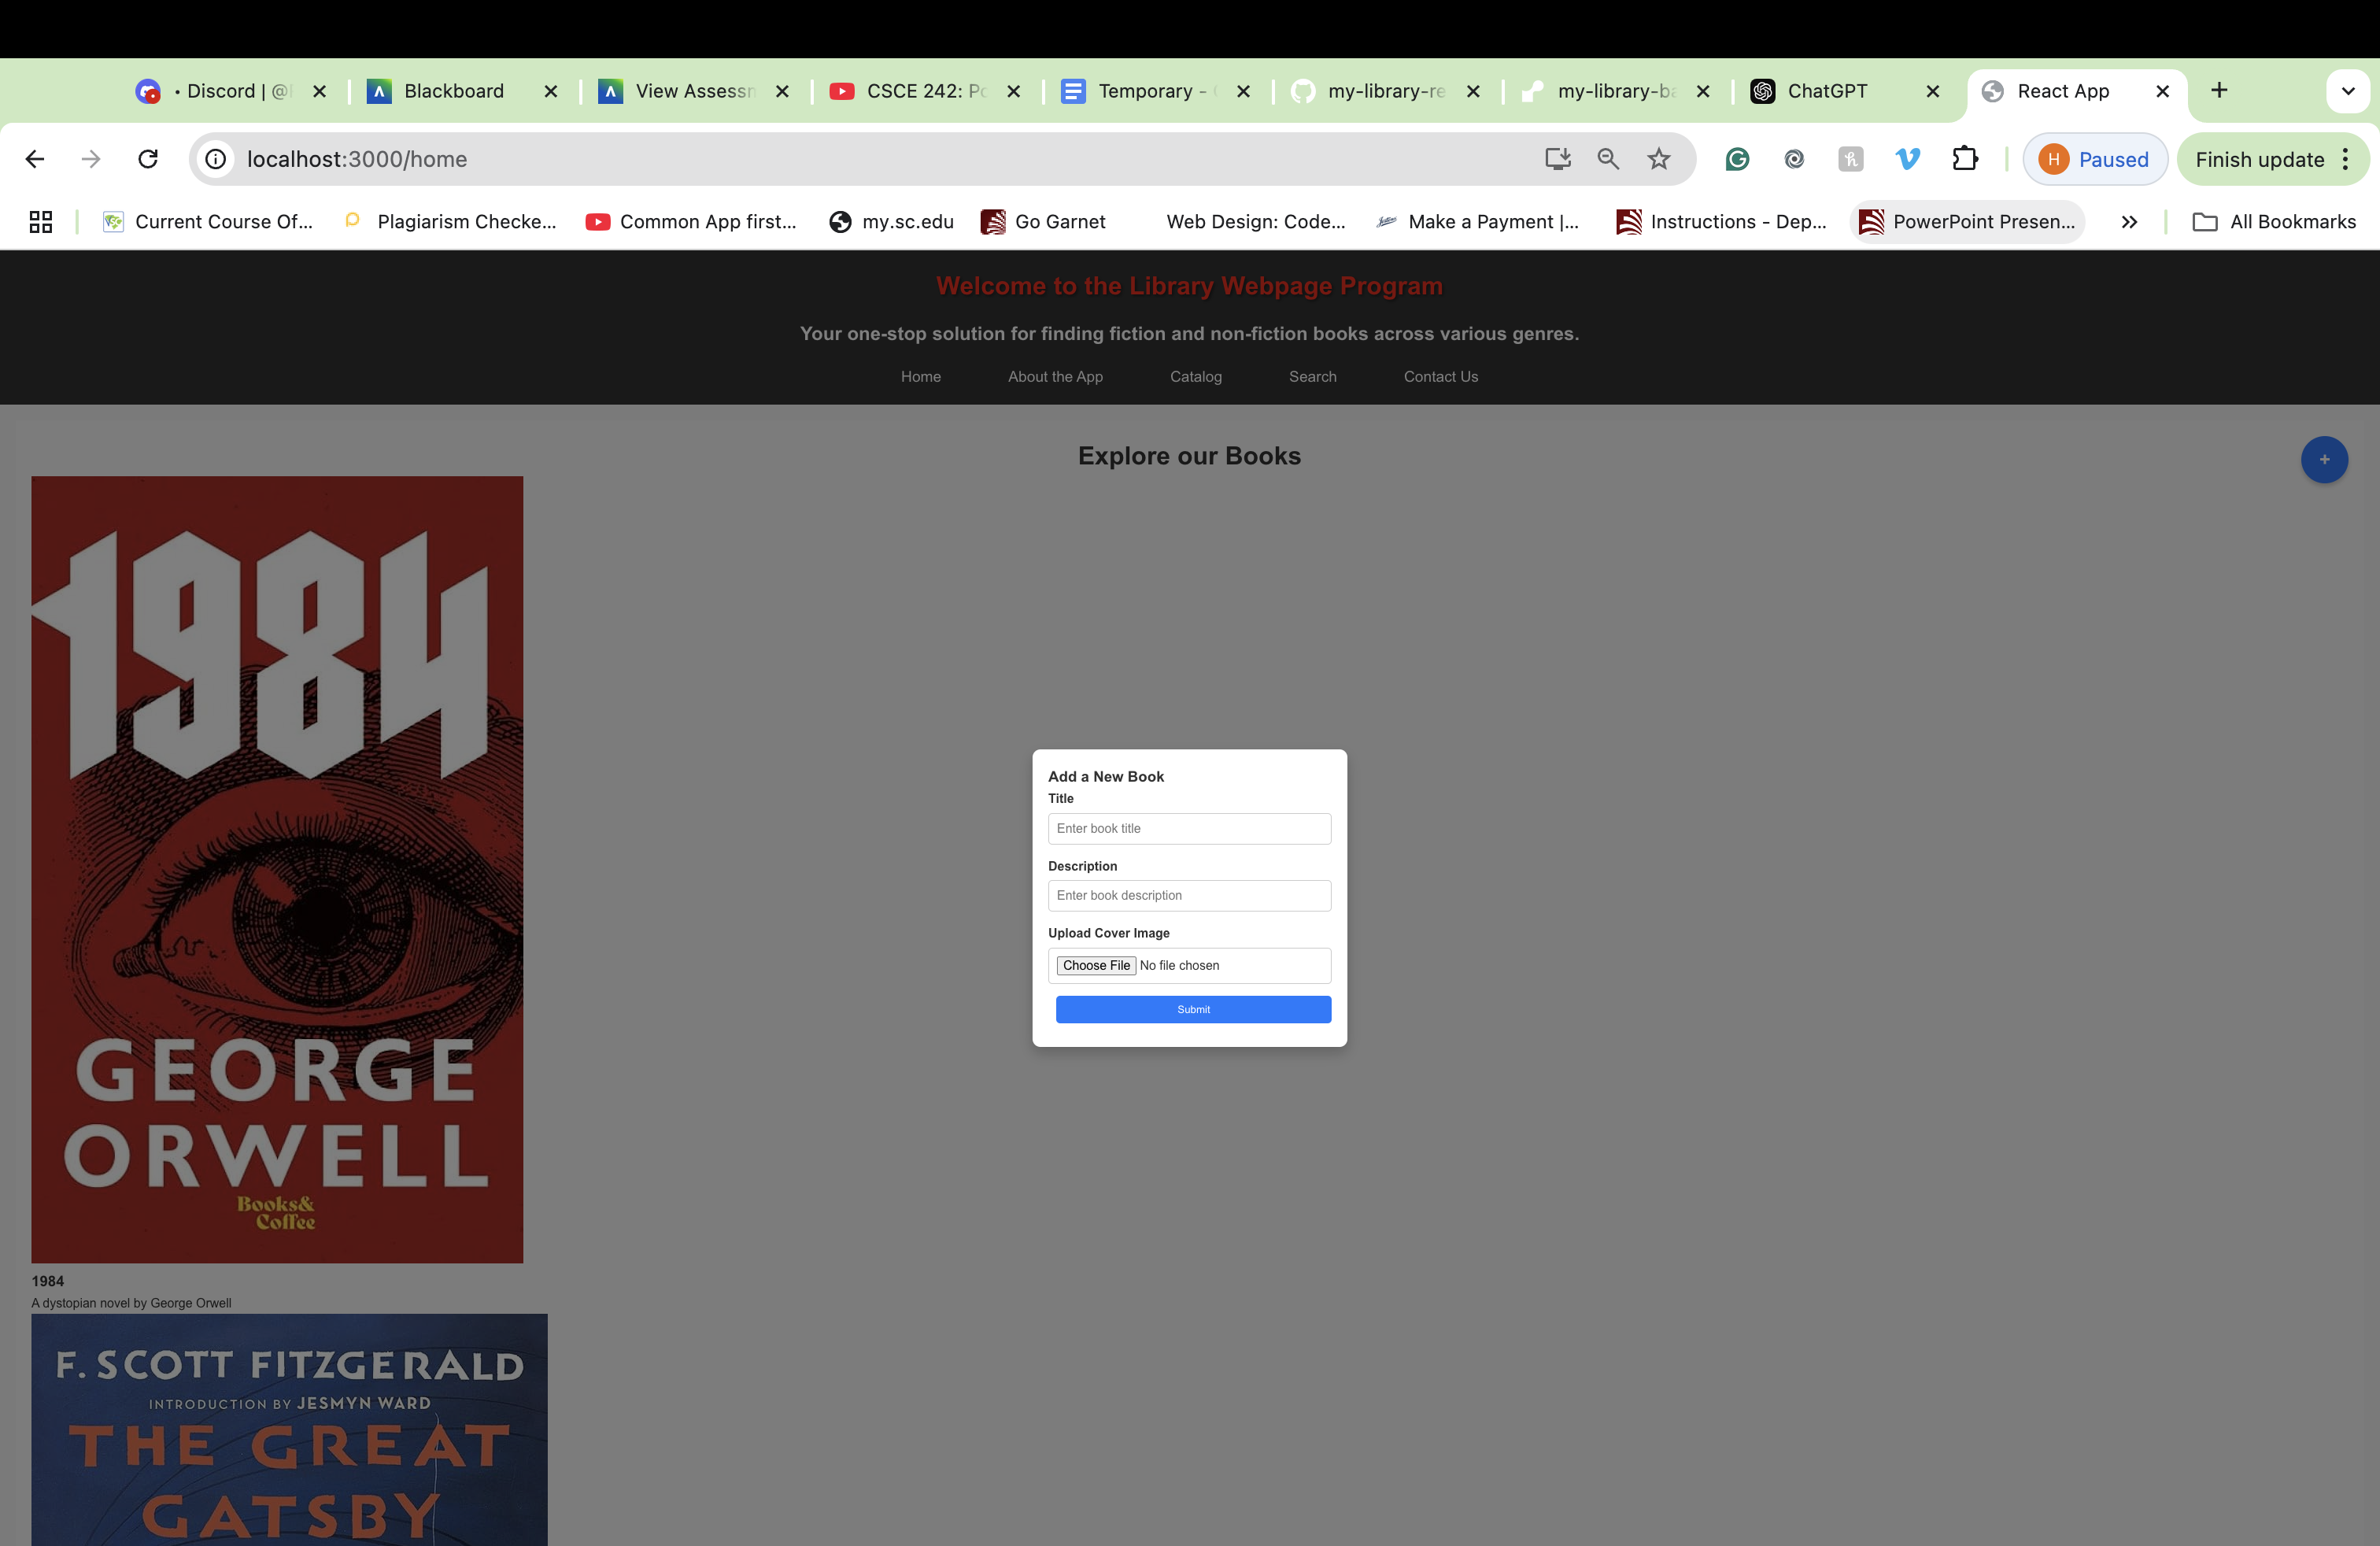 • Discord | @
Blackboard
View Assessn
CSCE 242: Po
Temporary -
my-library-re
my-library-ba
ChatGPT
React App
localhost:3000/home
H Paused
Finish update
Current Course Of...
Plagiarism Checke...
Common App first...
my.sc.edu
Go Garnet
Web Design: Code...
Make a Payment |...
Instructions - Dep...
PowerPoint Presen...
All Bookmarks
Welcome to the Library Webpage Program
Your one-stop solution for finding fiction and non-fiction books across various genres.
Home
About the App
Catalog
Search
Contact Us
Explore our Books
+
1984
GEORGE
ORWELL
Books&
Coffee
Add a New Book
Title
Enter book title
Description
Enter book description
Upload Cover Image
Choose File No file chosen
Submit
1984
A dystopian novel by George Orwell
F. SCOTT FITZGERALD
INTRODUCTION BY JESMYN WARD
THE GREAT
GATSBY